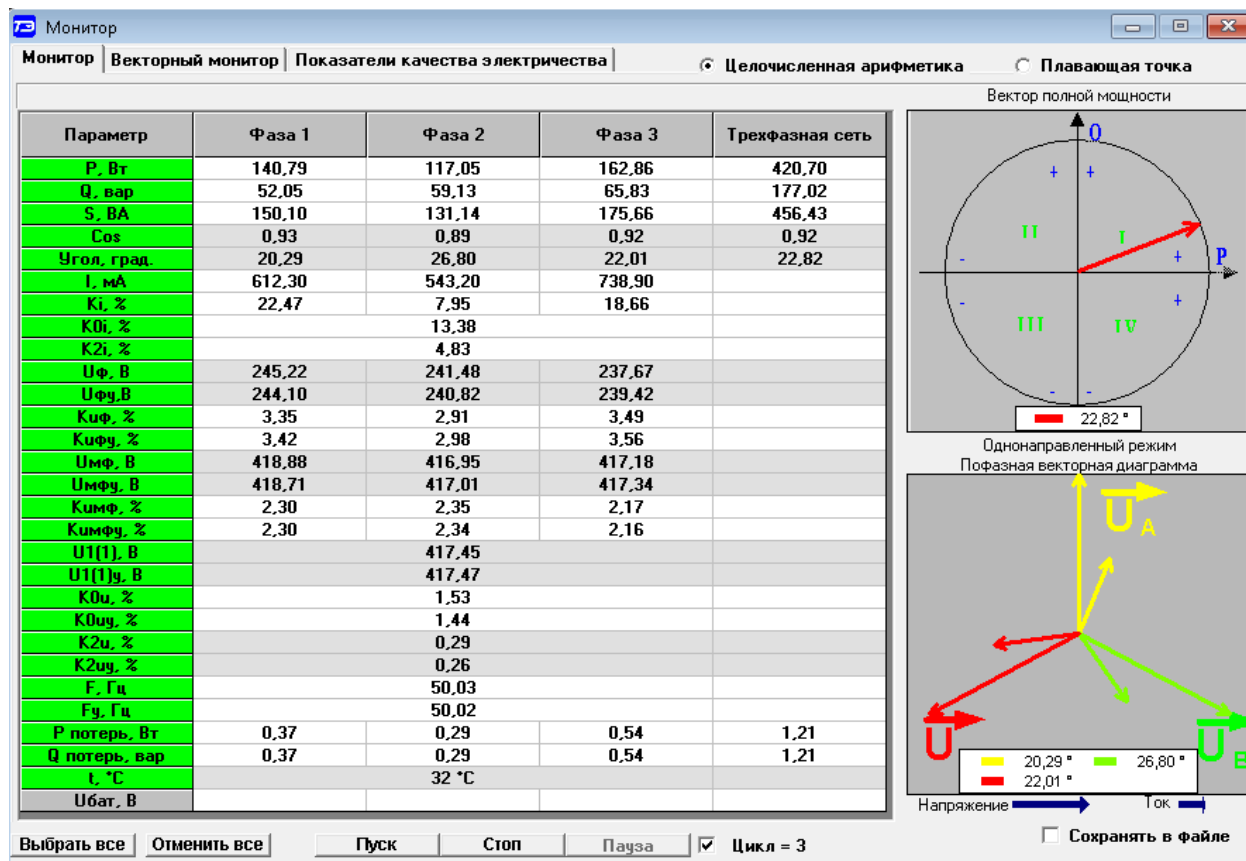 ТЭ Монитор
Монитор Векторный монитор Показатели качества электричества Целочисленная арифметика Плавающая точка
Вектор полной мощности
Параметр Фаза 1 Фаза 2 Фаза 3 Трехфазная сеть
P, Вт 140,79 117,05 162,86 420,70
Q, вар 52,05 59,13 65,83 177,02
S, ВА 150,10 131,14 175,66 456,43
Cos 0,93 0,89 0,92 0,92
Угол, град. 20,29 26,80 22,01 22,82
I, мА 612,30 543,20 738,90
Ki, % 22,47 7,95 18,66
K0i, % 13,38
K2i, % 4,83
Uф, В 245,22 241,48 237,67
Uфу,В 244,10 240,82 239,42
Kuф, % 3,35 2,91 3,49
Kuфу, % 3,42 2,98 3,56
Uмф, В 418,88 416,95 417,18
Uмфу, В 418,71 417,01 417,34
Kuмф, % 2,30 2,35 2,17
Kuмфу, % 2,30 2,34 2,16
U1(1), В 417,45
U1(1)у, В 417,47
K0u, % 1,53
K0uу, % 1,44
K2u, % 0,29
K2uу, % 0,26
F, Гц 50,03
Fу, Гц 50,02
P потерь, Вт 0,37 0,29 0,54 1,21
Q потерь, вар 0,37 0,29 0,54 1,21
t, °C 32 °C
Uбат, В
Q
+ +
II I
- + P
- +
III IV
- -
22,82 °
Однонаправленный режим
Пофазная векторная диаграмма
U A
U U B
20,29 ° 26,80 °
22,01 °
Напряжение Ток
Выбрать все Отменить все Пуск Стоп Пауза Цикл = 3 Сохранять в файле